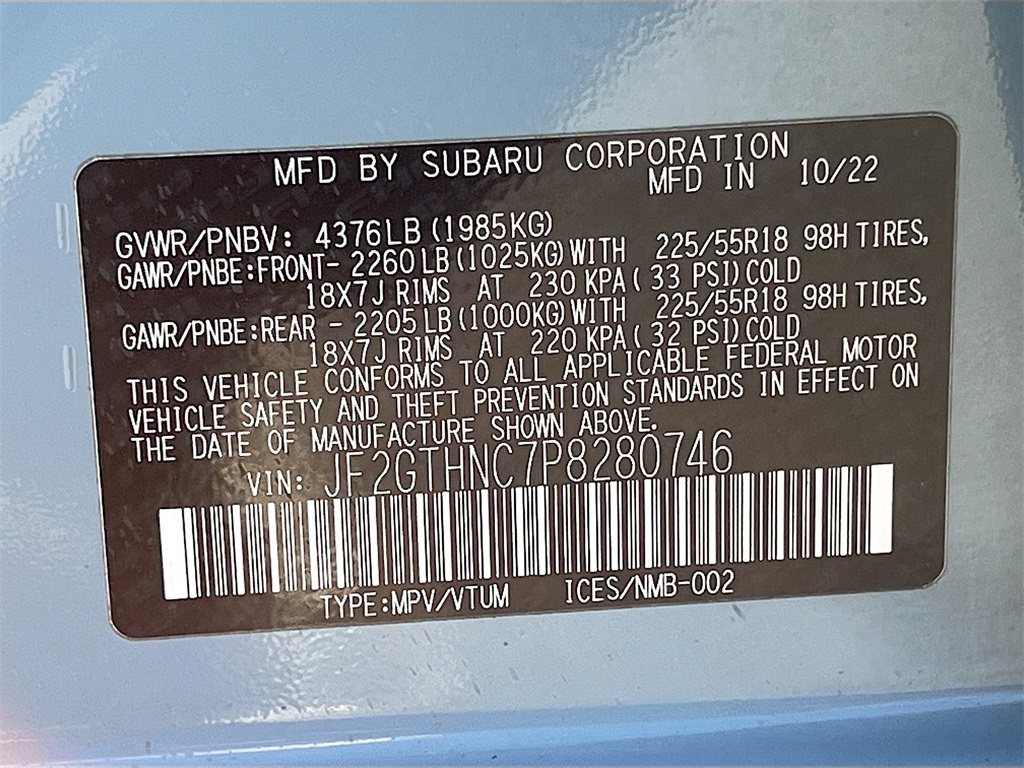 MFD BY SUBARU CORPORATION
MFD IN 10/22
GVWR/PNBV: 4376LB (1985KG)
GAWR/PNBE:FRONT- 2260LB (1025KG) WITH 225/55R18 98H TIRES,
18X7J RIMS AT 230 KPA( 33 PSI) COLD
GAWR/PNBE:REAR - 2205LB (1000KG) WITH 225/55R18 98H TIRES,
18X7J RIMS AT 220 KPA( 32 PSI) COLD
THIS VEHICLE CONFORMS TO ALL APPLICABLE FEDERAL MOTOR
VEHICLE SAFETY AND THEFT PREVENTION STANDARDS IN EFFECT ON
THE DATE OF MANUFACTURE SHOWN ABOVE.
VIN: JF2GTHNC7P8280746
TYPE:MPV/VTUM ICES/NMB-002